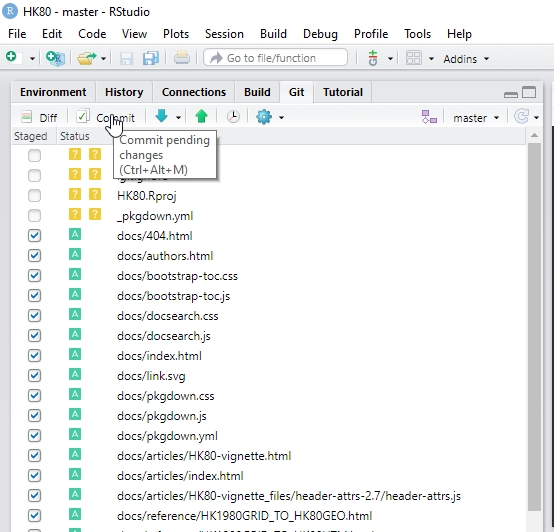 HK80 - master - RStudio
File Edit Code View Plots Session Build Debug Profile Tools Help
Go to file/function Addins
Environment History Connections Build Git Tutorial
Diff Commit master
Staged Status
Commit pending
changes
(Ctrl+Alt+M)
HK80.Rproj
_pkgdown.yml
docs/404.html
docs/authors.html
docs/bootstrap-toc.css
docs/bootstrap-toc.js
docs/docsearch.css
docs/docsearch.js
docs/index.html
docs/link.svg
docs/pkgdown.css
docs/pkgdown.js
docs/pkgdown.yml
docs/articles/HK80-vignette.html
docs/articles/index.html
docs/articles/HK80-vignette_files/header-attrs-2.7/header-attrs.js
docs/reference/HK1980GRID_TO_HK80GEO.html